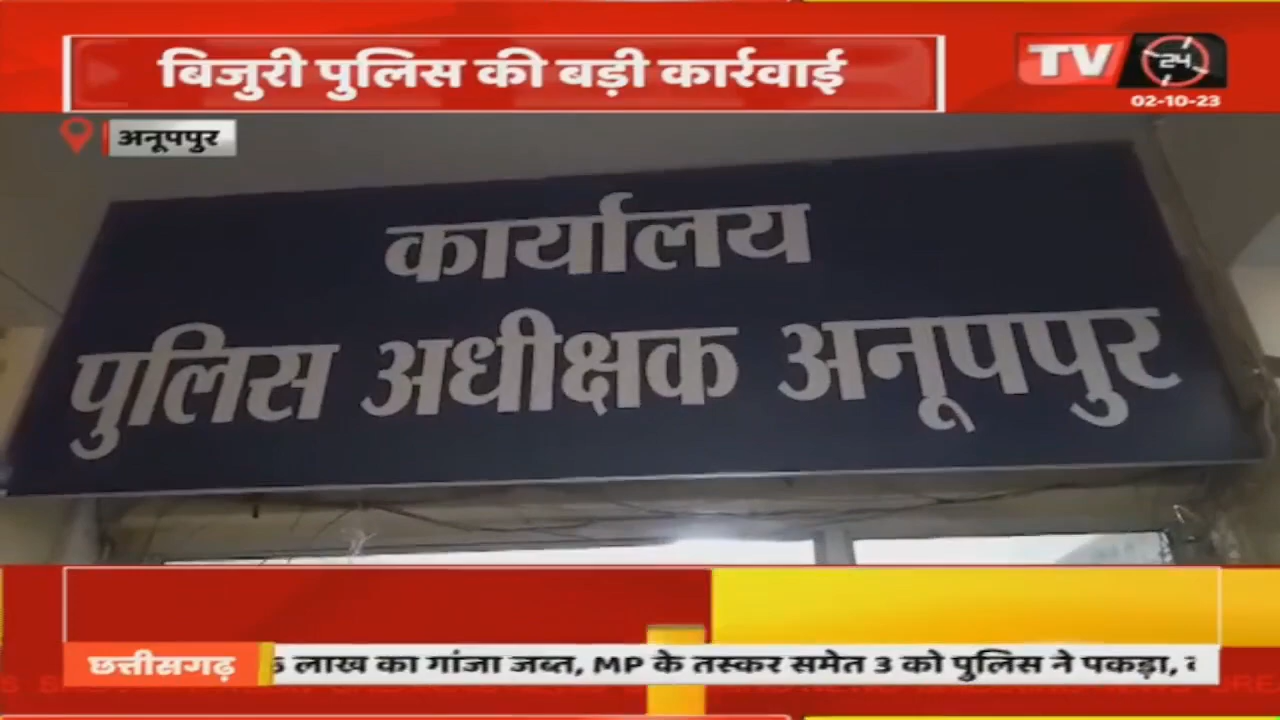 बिजुरी पुलिस की बड़ी कार्रवाई
TV 24
02-10-23
अनूपपुर
कार्यालय
पुलिस अधीक्षक अनूपपुर
छत्तीसगढ़
लाख का गांजा जब्त, MP के तस्कर समेत 3 को पुलिस ने पकड़ा,